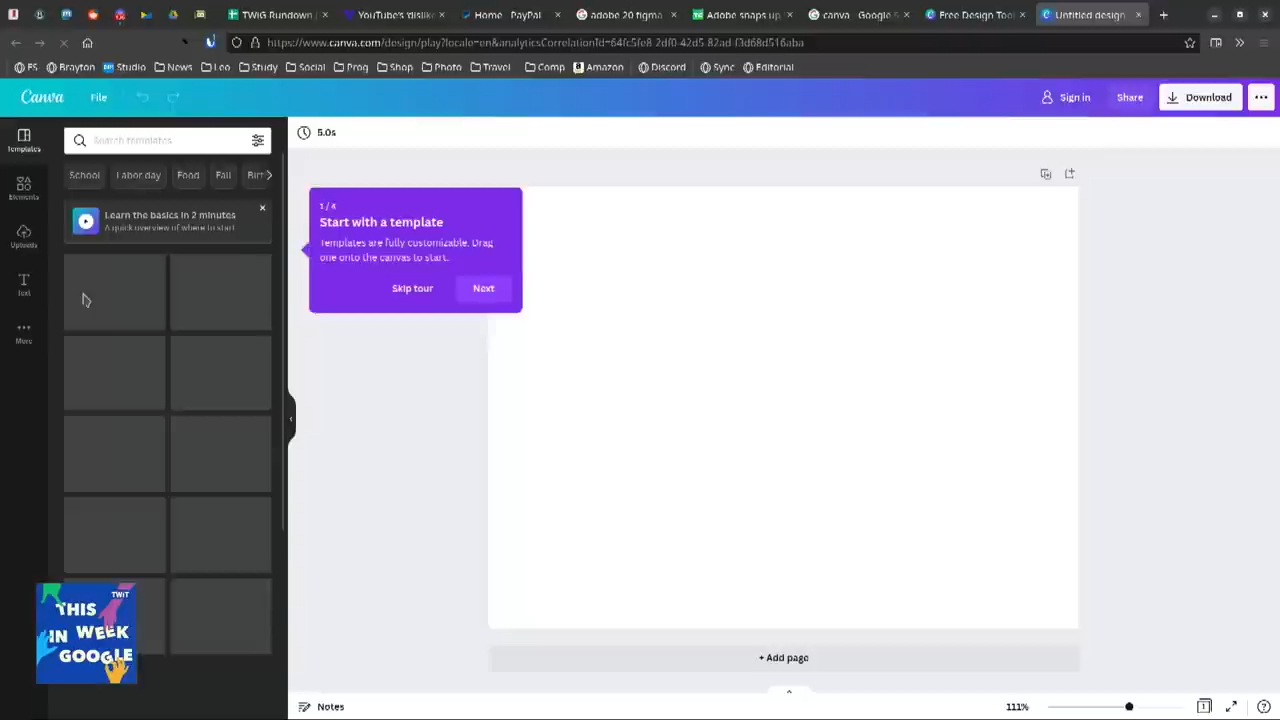 TWiG Rundown
YouTube's 'dislike'
Home - PayPal
adobe 20 figma
Adobe snaps up
canva - Google S
Free Design Tool
Untitled design
https://www.canva.com/design/play?locale=en&analyticsCorrelationId=64fc5fe8-2df0-42d5-82ad-f3d68d516aba
FS
Brayton
Studio
News
Leo
Study
Social
Prog
Shop
Photo
Travel
Comp
Amazon
Discord
Sync
Editorial
Canva
File
Sign in
Share
Download
Templates
Search templates
5.0s
School
Labor day
Food
Fall
Birt
Elements
Learn the basics in 2 minutes
A quick overview of where to start
1 / 4
Start with a template
Templates are fully customizable. Drag
one onto the canvas to start.
Skip tour
Next
Uploads
Text
More
TWiT
THIS
IN WEEK
GOOGLE
+ Add page
Notes
111%
1